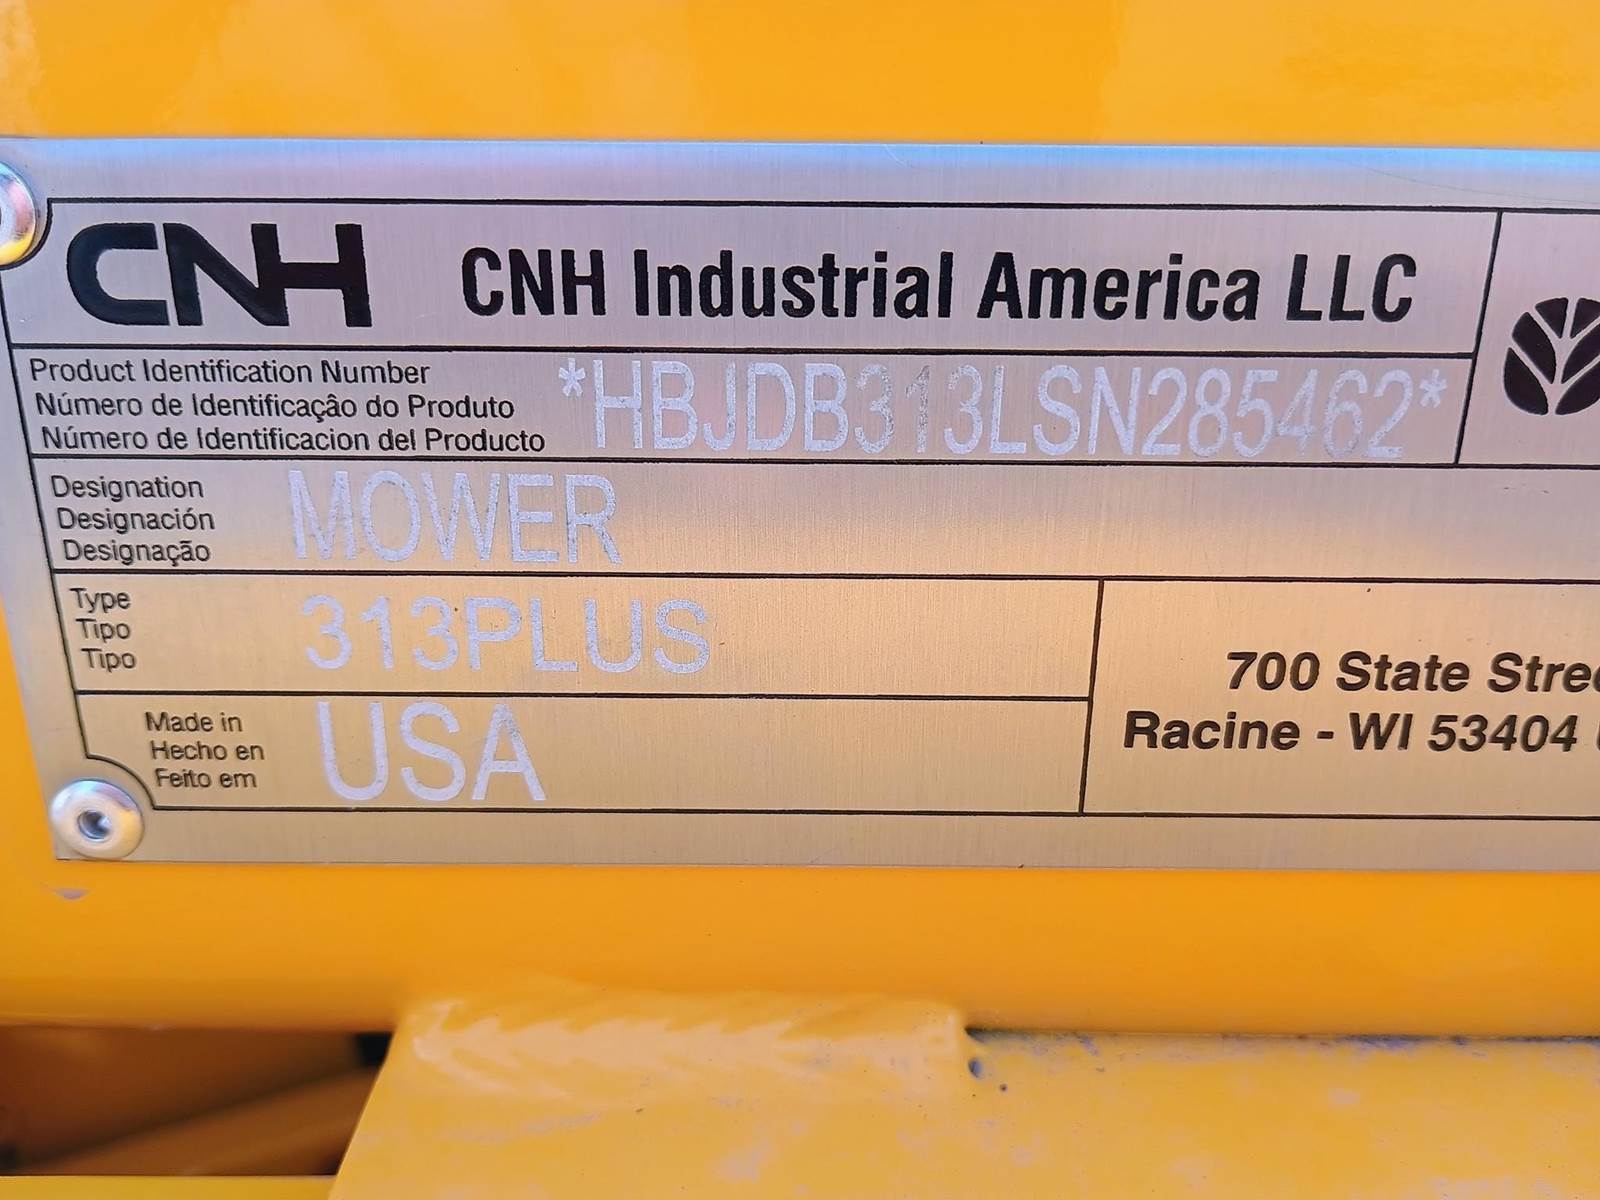 CNH CNH Industrial America LLC
Product Identification Number
Número de Identificação do Produto
Número de Identificacion del Producto
*HBJDB313LSN285462*
Designation
Designación
Designação
MOWER
Type
Tipo
Tipo
313PLUS
Made in
Hecho en
Feito em
USA
700 State
Racine - WI 53404